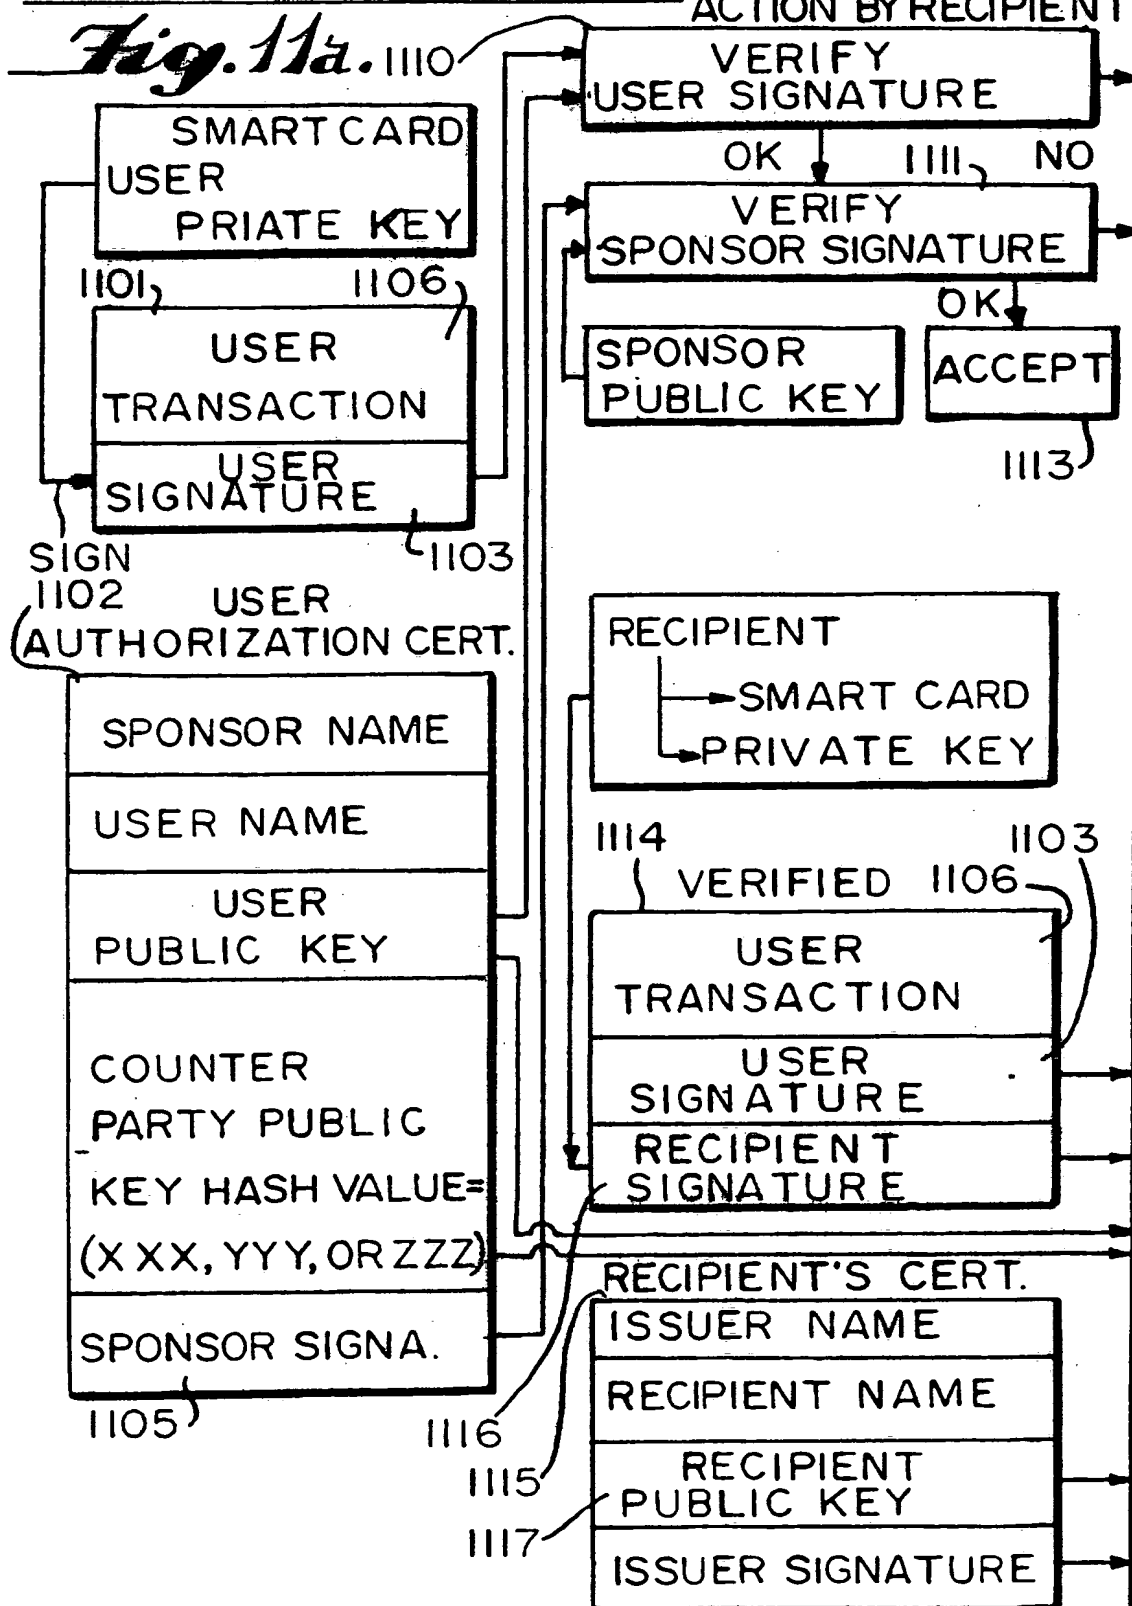 ACTION BY RECIPIENT
Fig. 11a.
1110
VERIFY
USER SIGNATURE
SMART CARD
USER
PRIATE KEY
OK
1111
NO
VERIFY
SPONSOR SIGNATURE
1101
1106
OK
USER
TRANSACTION
SPONSOR
PUBLIC KEY
ACCEPT
1113
USER
SIGNATURE
SIGN
1103
1102
USER
AUTHORIZATION CERT.
SPONSOR NAME
USER NAME
USER
PUBLIC KEY
COUNTER
PARTY PUBLIC
KEY HASH VALUE=
(XXX, YYY, OR ZZZ)
SPONSOR SIGNA.
1105
RECIPIENT
SMART CARD
PRIVATE KEY
1114
1103
VERIFIED
1106
USER
TRANSACTION
USER
SIGNATURE
RECIPIENT
SIGNATURE
RECIPIENT'S CERT.
ISSUER NAME
RECIPIENT NAME
1116
1115
RECIPIENT
PUBLIC KEY
1117
ISSUER SIGNATURE